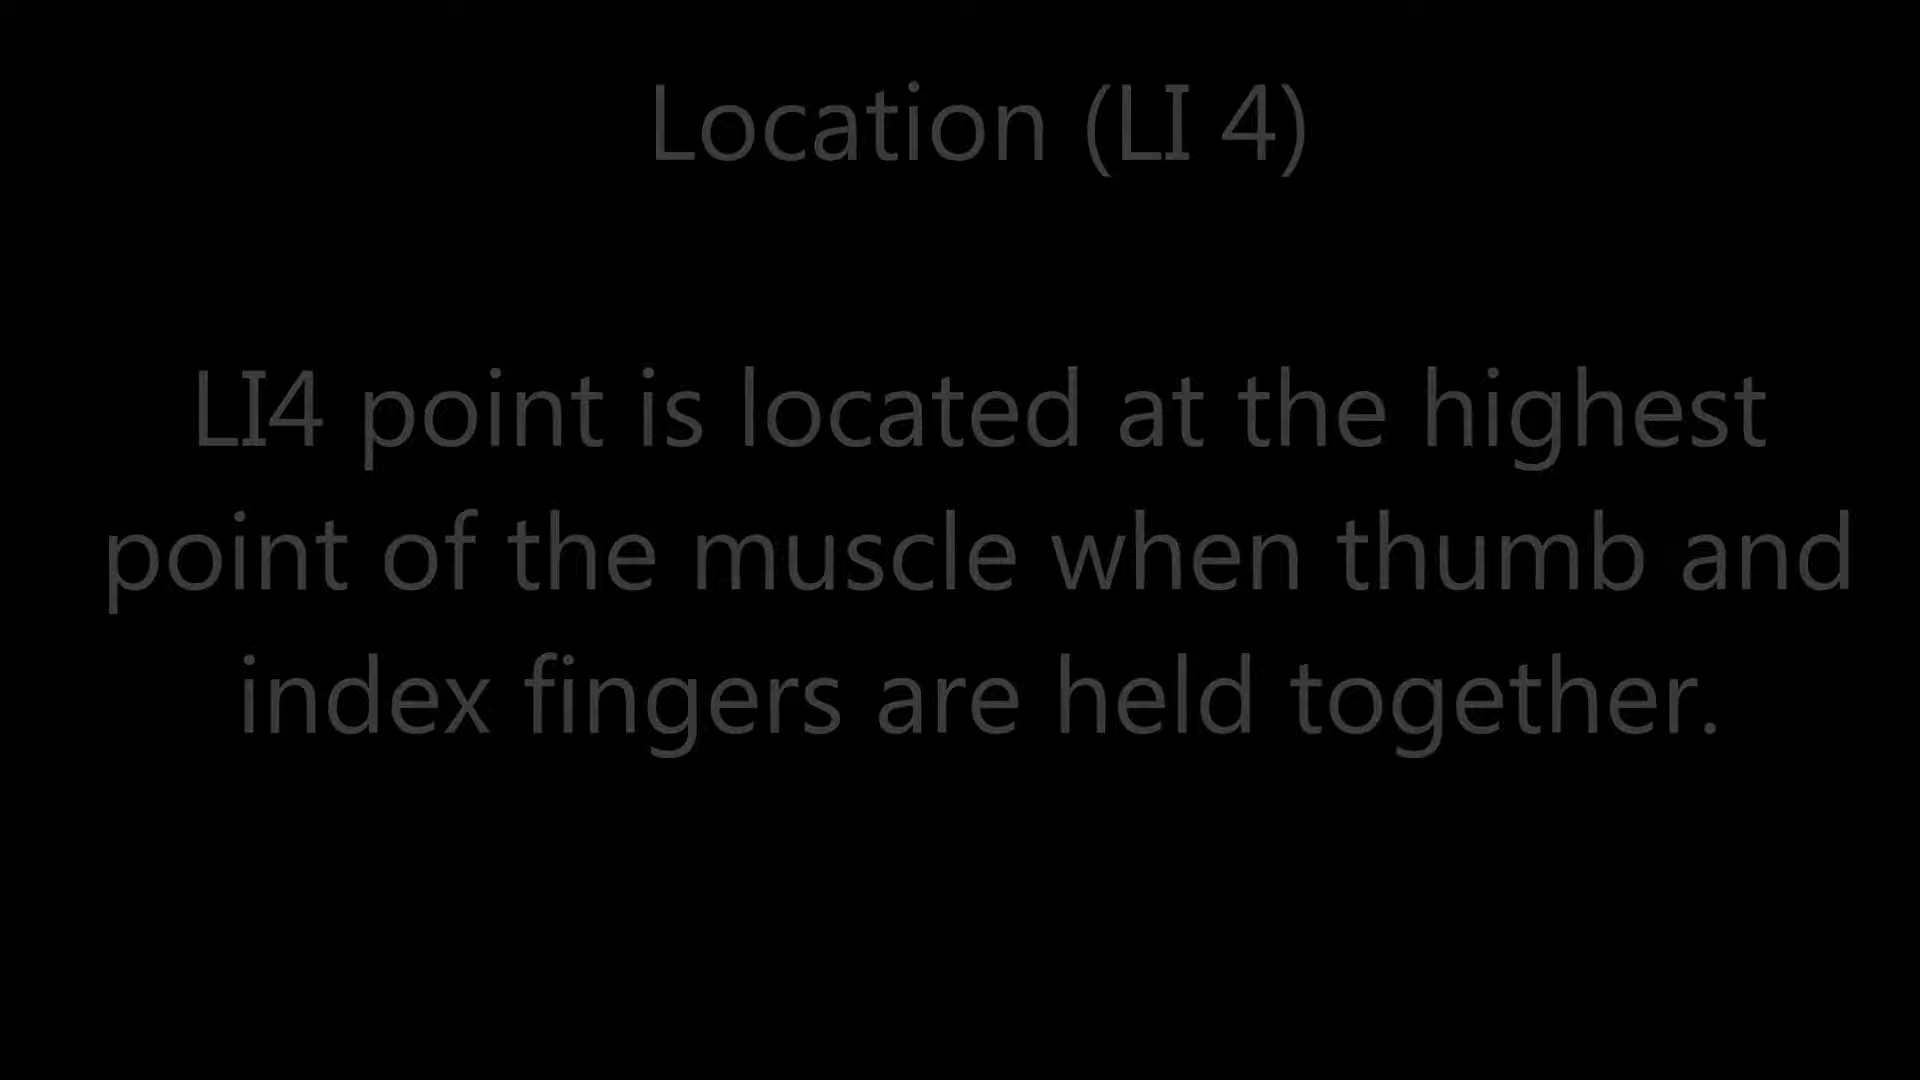 Location (LI 4)
LI4 point is located at the highest
point of the muscle when thumb and
index fingers are held together.